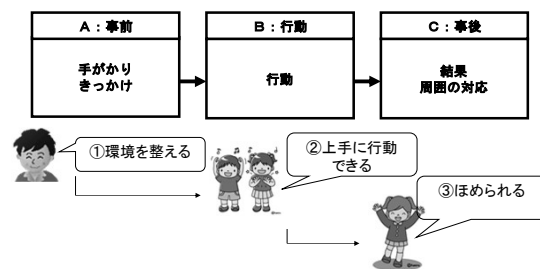 A：事前
手がかり
きっかけ
B：行動
行動
C：事後
結果
周囲の対応
①環境を整える
②上手に行動
できる
③ほめられる